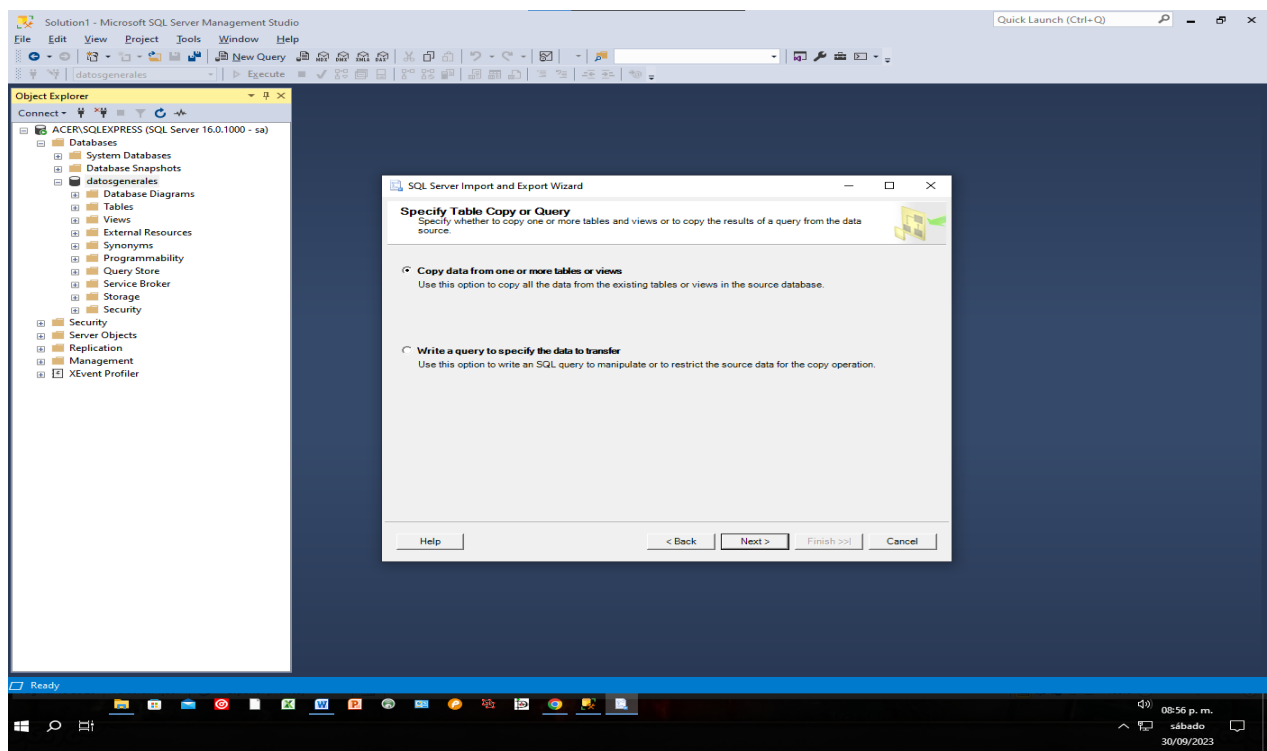 Solution1 - Microsoft SQL Server Management Studio
Quick Launch (Ctrl+Q)
File Edit View Project Tools Window Help
New Query
datosgenerales
Execute
Object Explorer
Connect
ACER\SQLEXPRESS (SQL Server 16.0.1000 - sa)
Databases
System Databases
Database Snapshots
datosgenerales
Database Diagrams
Tables
Views
External Resources
Synonyms
Programmability
Query Store
Service Broker
Storage
Security
Security
Server Objects
Replication
Management
XEvent Profiler
SQL Server Import and Export Wizard
Specify Table Copy or Query
Specify whether to copy one or more tables and views or to copy the results of a query from the data
source.
Copy data from one or more tables or views
Use this option to copy all the data from the existing tables or views in the source database.
Write a query to specify the data to transfer
Use this option to write an SQL query to manipulate or to restrict the source data for the copy operation.
Help
< Back
Next >
Finish >>|
Cancel
Ready
08:56 p. m.
sábado
30/09/2023